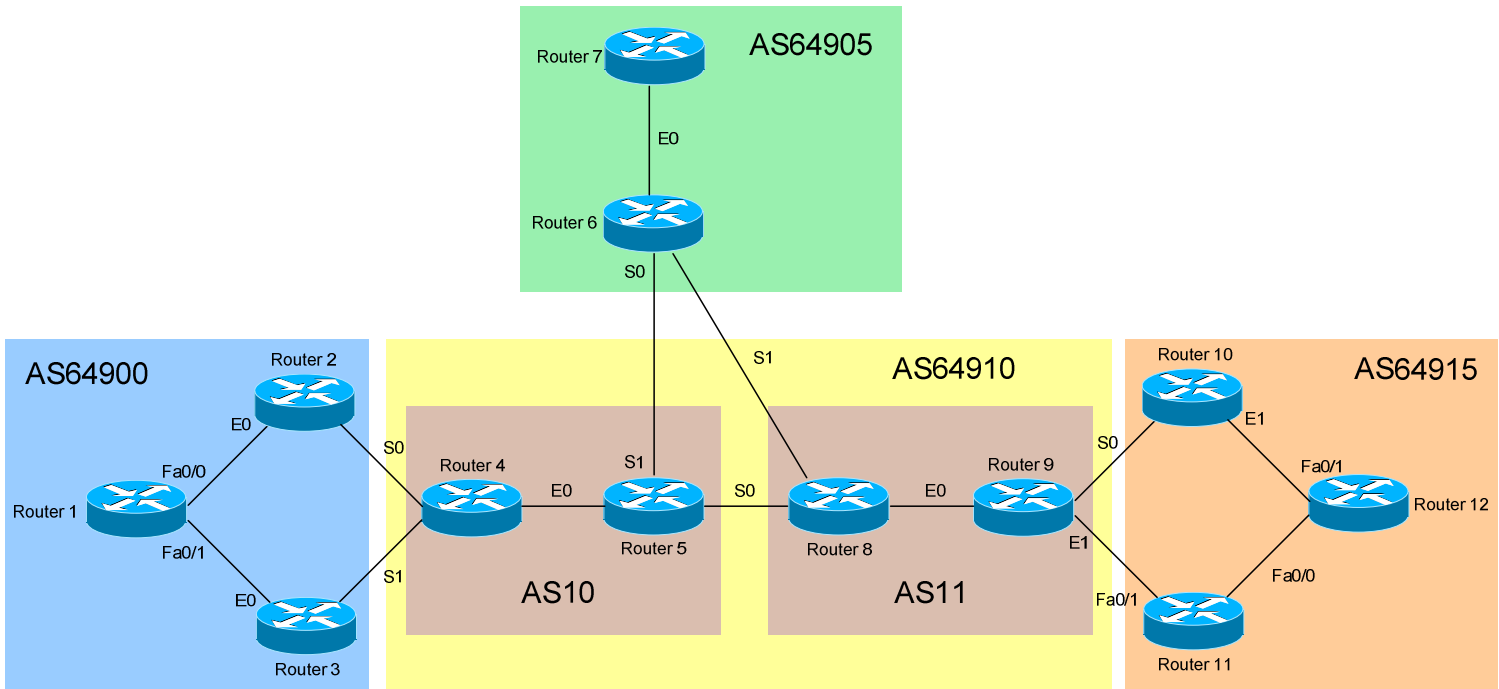 Router 7
AS64905
E0
Router 6
S0
S1
AS64900
Router 2
E0
Fa0/0
Router 1
Fa0/1
E0
Router 3
S0
S1
AS64910
Router 4
E0
S1
Router 5
S0
AS10
Router 8
E0
Router 9
AS11
S0
E1
Fa0/1
Router 10
AS64915
E1
Fa0/1
Router 12
Fa0/0
Router 11